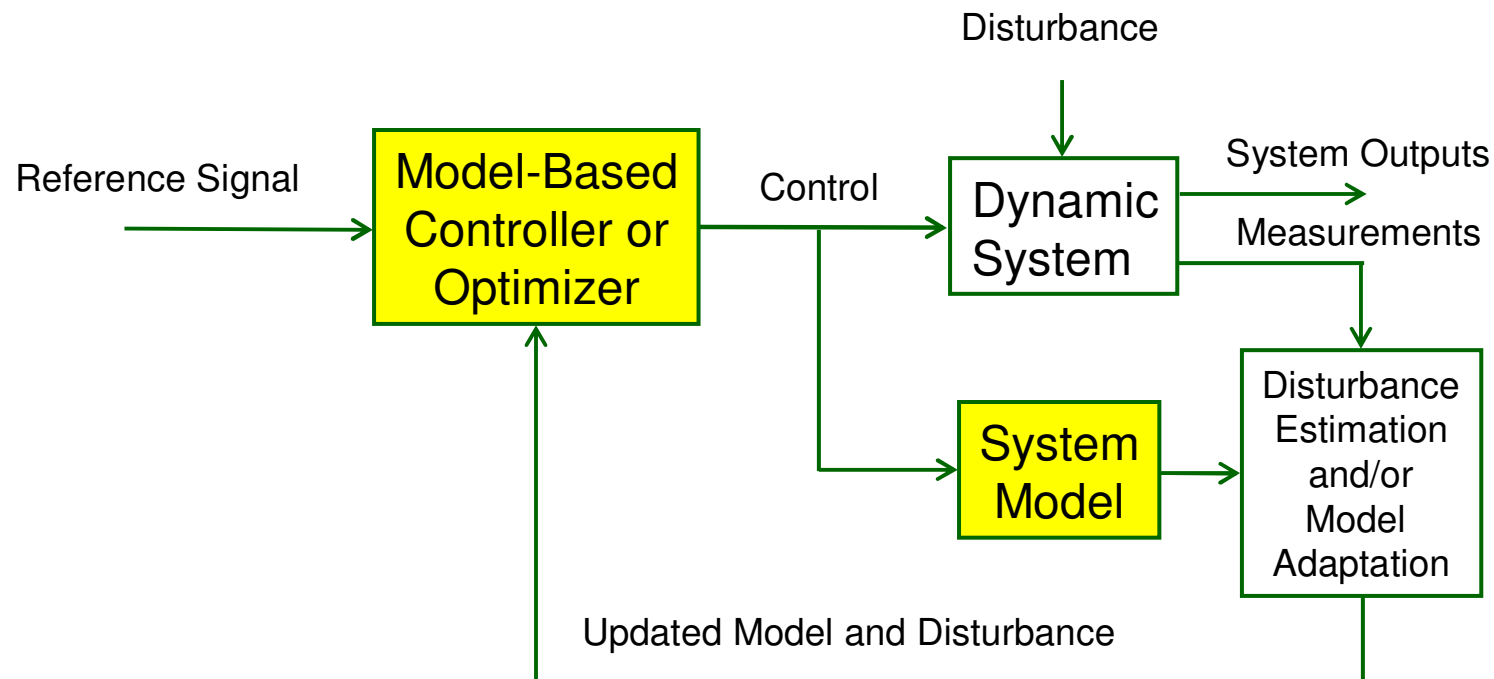 Disturbance
Reference Signal
Model-Based
Controller or
Optimizer
Control
Dynamic
System
System Outputs
Measurements
System
Model
Disturbance
Estimation
and/or
Model
Adaptation
Updated Model and Disturbance